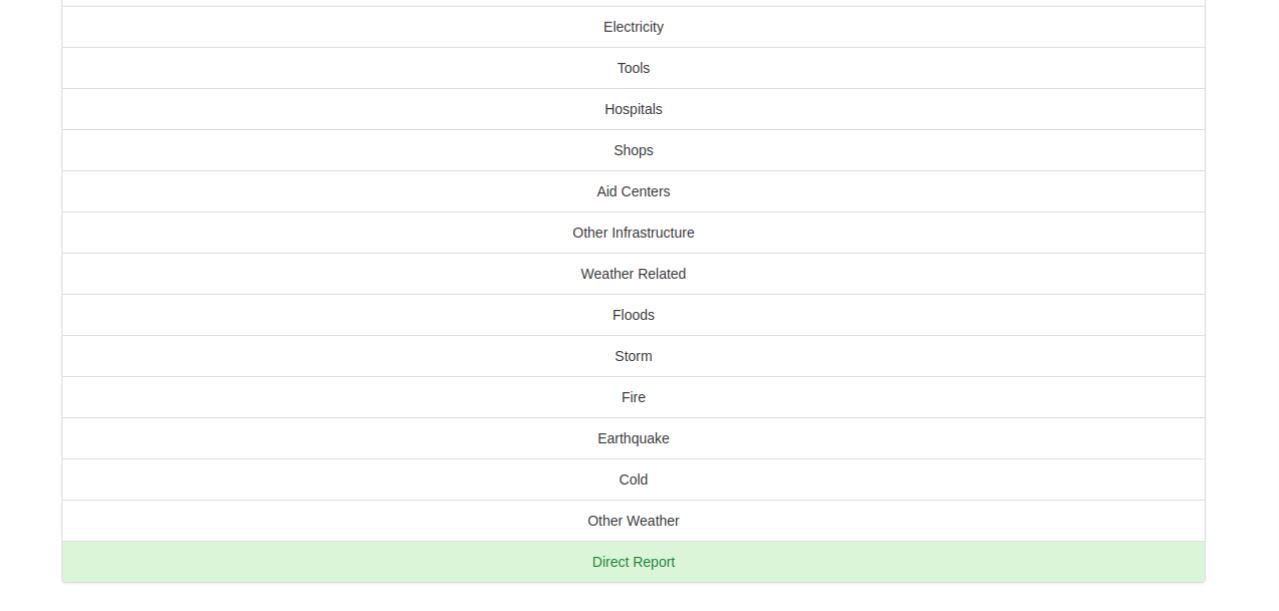 Electricity
Tools
Hospitals
Shops
Aid Centers
Other Infrastructure
Weather Related
Floods
Storm
Fire
Earthquake
Cold
Other Weather
Direct Report